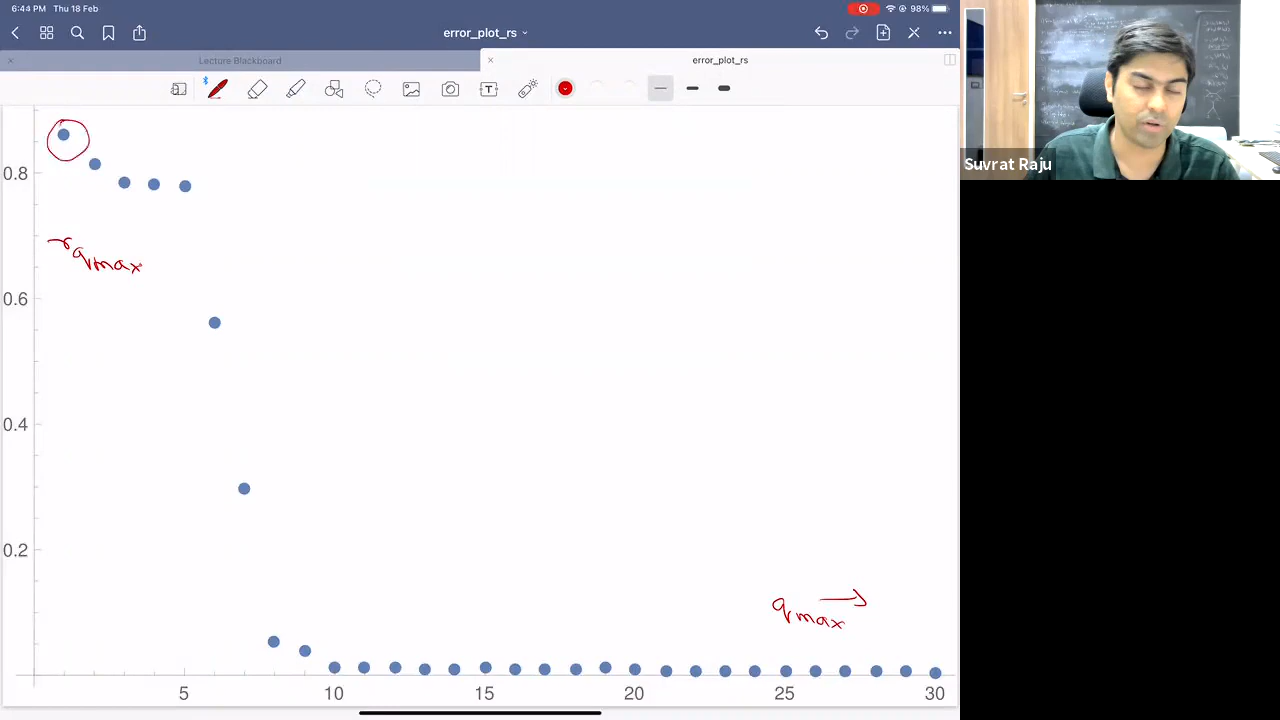 6:44 PM Thu 18 Feb
98%
error_plot_rs
Lecture Blackboard
error_plot_rs
T
Suvrat Raju
0.8
0.6
0.4
0.2
r qmax
qmax
5
10
15
20
25
30